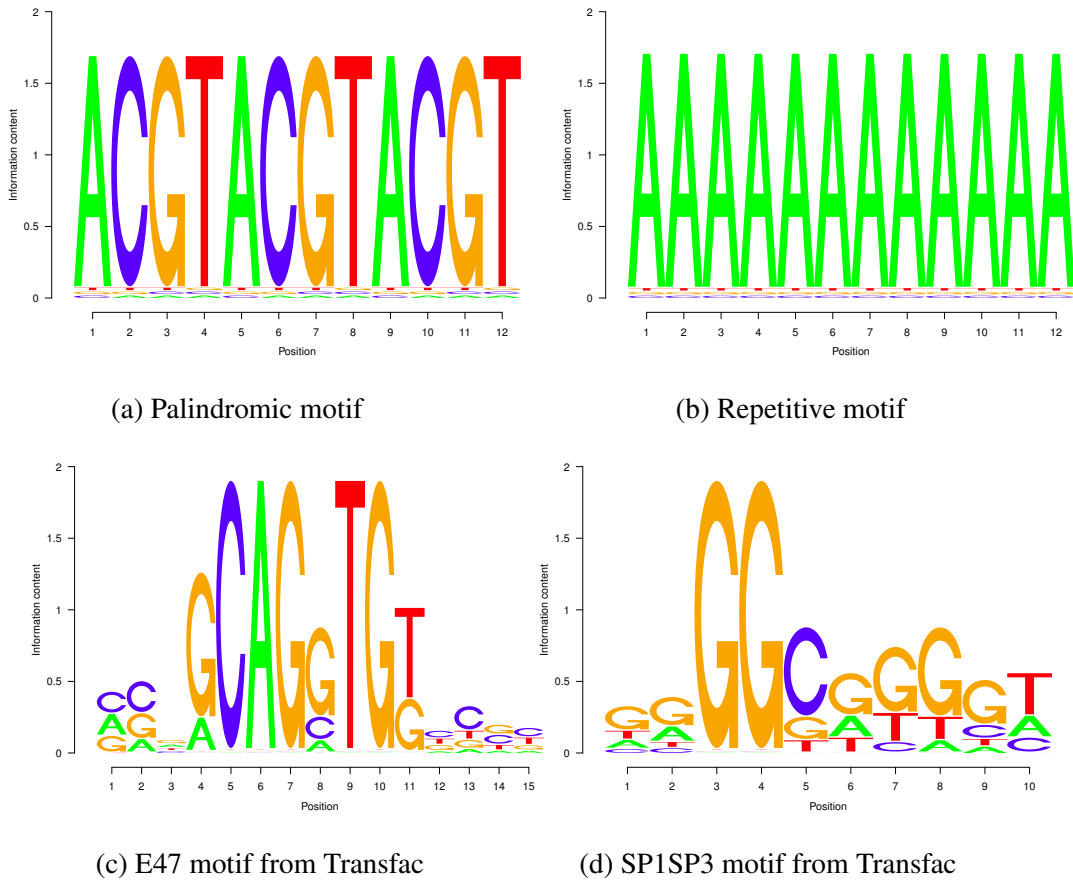 2
1.5
1
0.5
0
Information content
ACGTACGTACGT
1 2 3 4 5 6 7 8 9 10 11 12
Position
(a) Palindromic motif
2
1.5
1
0.5
0
Information content
AAAAAAAAAAAA
1 2 3 4 5 6 7 8 9 10 11 12
Position
(b) Repetitive motif
2
1.5
1
0.5
0
Information content
CCGGCAGGTGTCCGC
1 2 3 4 5 6 7 8 9 10 11 12 13 14 15
Position
(c) E47 motif from Transfac
2
1.5
1
0.5
0
Information content
GGGGCGGGGT
1 2 3 4 5 6 7 8 9 10
Position
(d) SP1SP3 motif from Transfac